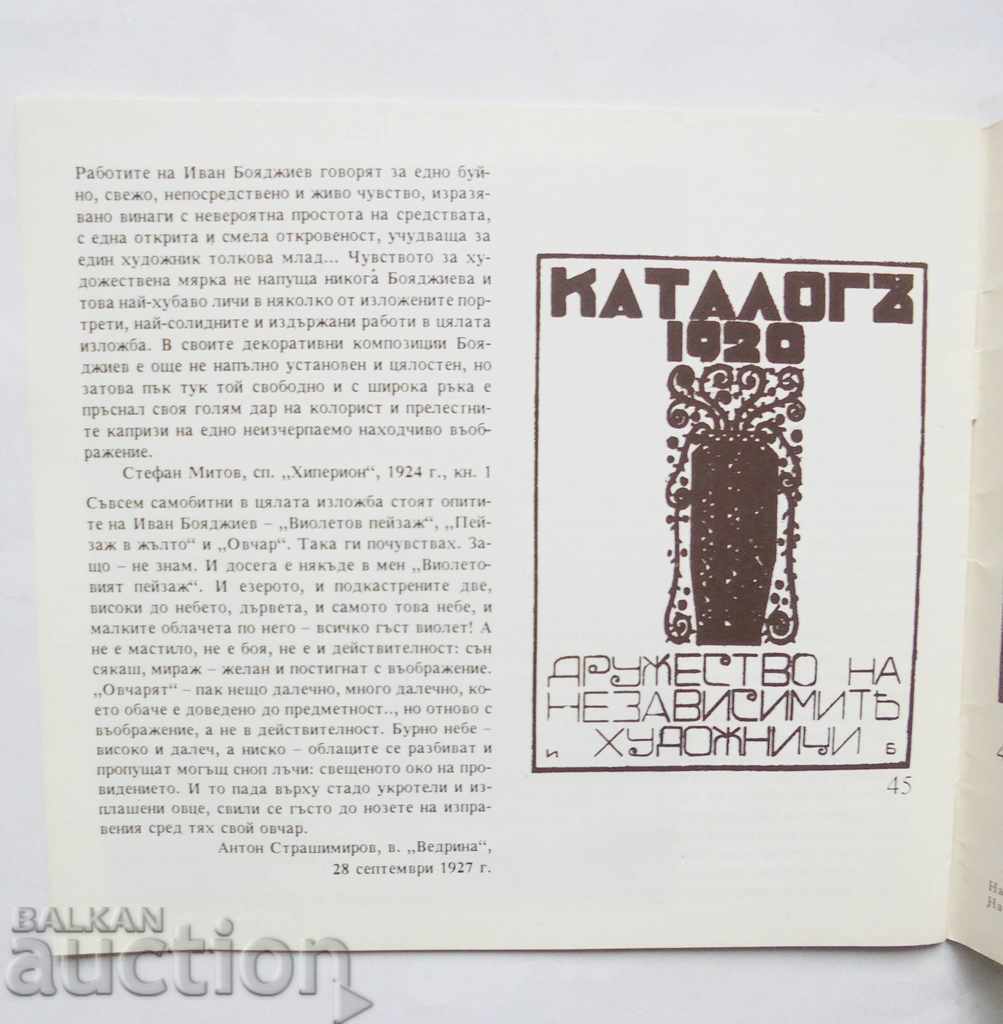 Работите на Иван Бояджиев говорят за едно буй-
но, свежо, непосредствено и живо чувство, изразя-
вано винаги с невероятна простота на средствата,
с една открита и смела откровеност, учудваща за
един художник толкова млад... Чувството за ху-
дожествена мярка не напуща никога Бояджиева и
това най-хубаво личи в няколко от изложените пор-
трети, най-солидните и издържани работи в цялата
изложба. В своите декоративни композиции Боя-
джиев е още не напълно установен и цялостен, но
затова пък тук той свободно и с широка ръка е
пръснал своя голям дар на колорист и прелестни-
те капризи на едно неизчерпаемо находчиво въоб-
ражение.
Стефан Митов, сп. „Хиперион“, 1924 г., кн. 1
Съвсем самобитни в цялата изложба стоят опити-
те на Иван Бояджиев – „Виолетов пейзаж“, „Пей-
заж в жълто“ и „Овчар“. Така ги почувствах. За-
що – не знам. И досега е някъде в мен „Виолето-
вият пейзаж“. И езерото, и подкастрените две,
високи до небето, дървета, и самото това небе, и
малките облачета по него – всичко гъст виолет! А
не е мастило, не е боя, не е и действителност: сън
сякаш, мираж – желан и постигнат с въображение.
„Овчарят“ – пак нещо далечно, много далечно, ко-
ето обаче е доведено до предметност.., но отново с
въображение, а не в действителност. Бурно небе –
високо и далеч, а ниско – облаците се разбиват и
пропущат могъщ сноп лъчи: свещеното око на про-
видението. И то пада върху стадо укротели и из-
плашени овце, свили се гъсто до нозете на изпра-
вения сред тях свой овчар.
Антон Страшимиров, в. „Ведрина“,
28 септември 1927 г.
КАТАЛОГЪ
1920
ДРУЖЕСТВО НА
НЕЗАВИСИМИТѢ
ХУДОЖНИЦИ
И Б
45
На
На
BALKAN
auction